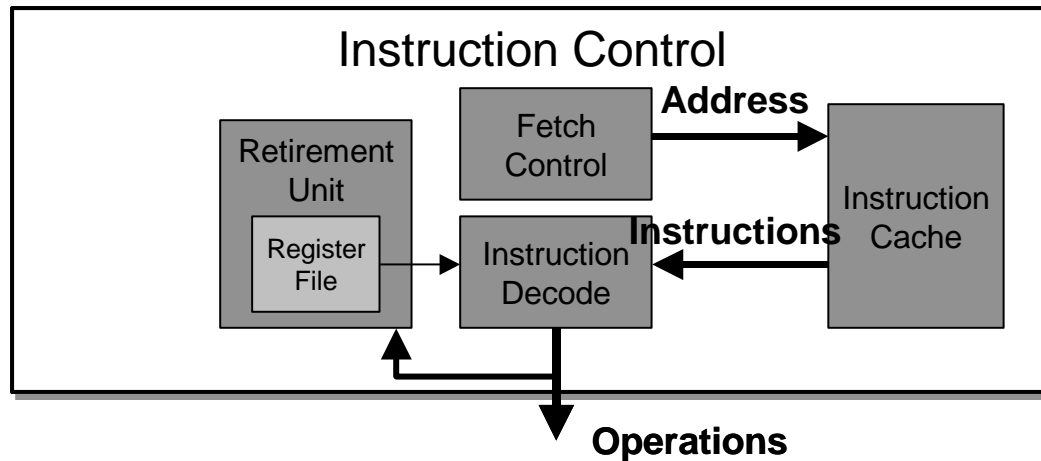 Instruction Control
Address
Fetch
Control
Retirement
Unit
Instruction
Cache
Instructions
Register
File
Instruction
Decode
Operations